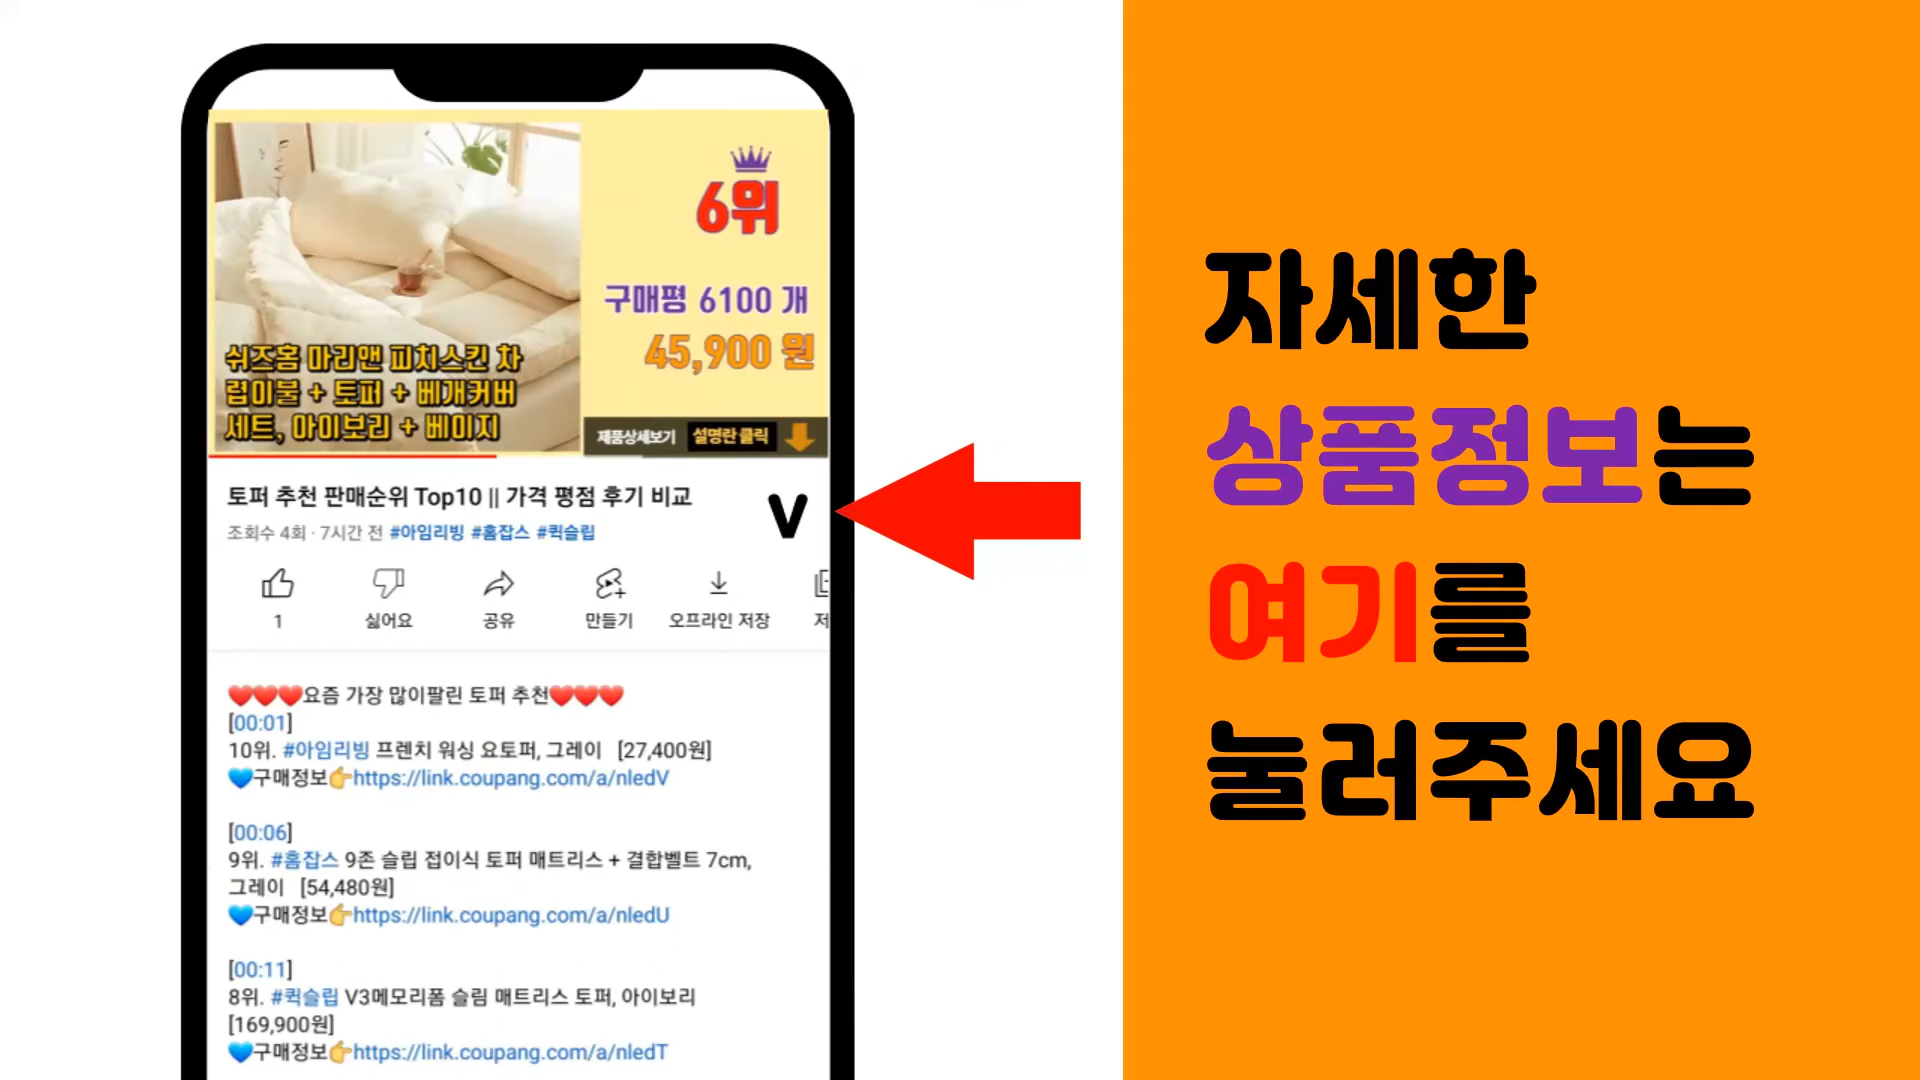 6위
구매평 6100 개
45,900 원
쉬즈홈 마리앤 피치스킨 차
렵이불 + 토퍼 + 베개커버
세트, 아이보리 + 베이지
제품상세보기 설명란 클릭
토퍼 추천 판매순위 Top10 || 가격 평점 후기 비교
V
조회수 4회 · 7시간 전 #아임리빙 #홈잡스 #퀵슬립
1 싫어요 공유 만들기 오프라인 저장 저
❤❤❤요즘 가장 많이팔린 토퍼 추천❤❤❤
[00:01]
10위. #아임리빙 프렌치 워싱 요토퍼, 그레이 [27,400원]
💙구매정보👉https://link.coupang.com/a/nledV
[00:06]
9위. #홈잡스 9존 슬립 접이식 토퍼 매트리스 + 결합벨트 7cm,
그레이 [54,480원]
💙구매정보👉https://link.coupang.com/a/nledU
[00:11]
8위. #퀵슬립 V3메모리폼 슬림 매트리스 토퍼, 아이보리
[169,900원]
💙구매정보👉https://link.coupang.com/a/nledT
자세한
상품정보는
여기를
눌러주세요